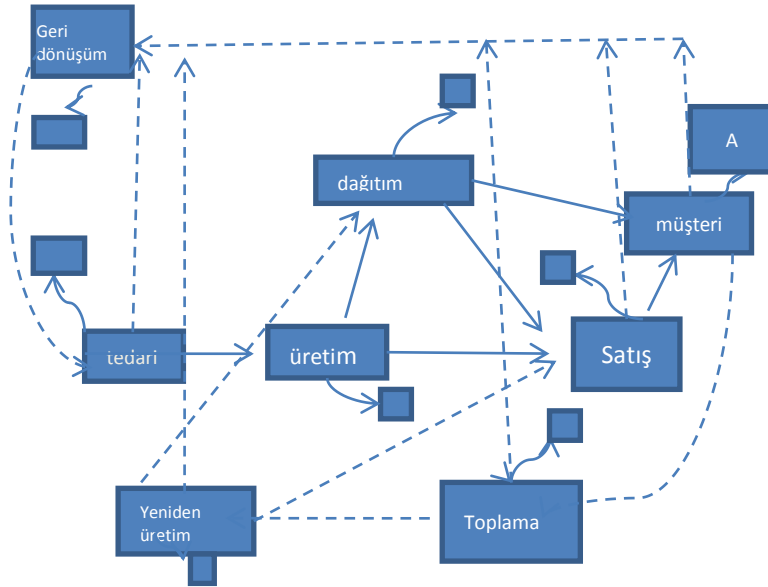 Geri
dönüşüm
A
dağıtım
müşteri
tedari
üretim
Satış
Yeniden
üretim
Toplama